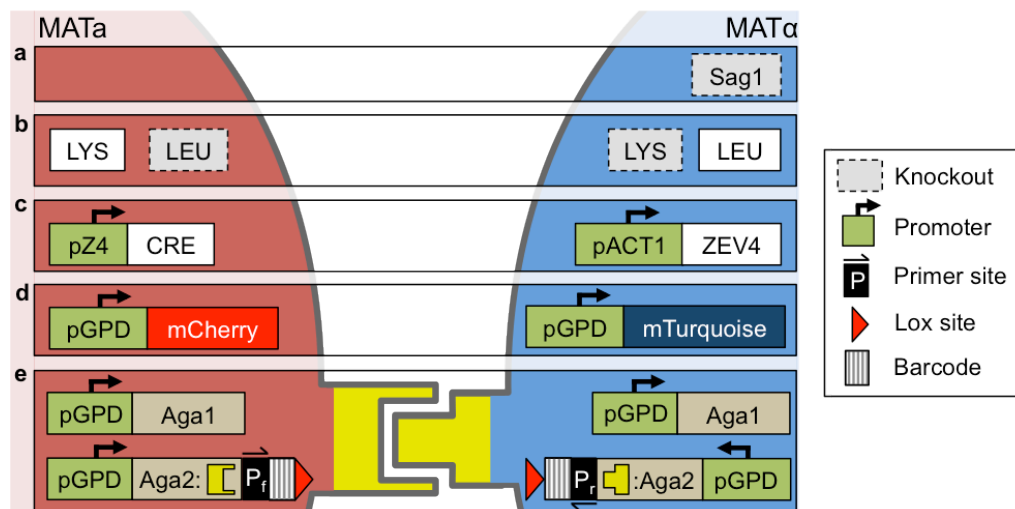 MATa MATα
a
Sag1
b
LYS LEU LYS LEU
c
pZ4 CRE pACT1 ZEV4
d
pGPD mCherry pGPD mTurquoise
e
pGPD Aga1 pGPD Aga1
pGPD Aga2: Pf Pr :Aga2 pGPD
Knockout
Promoter
P Primer site
Lox site
Barcode